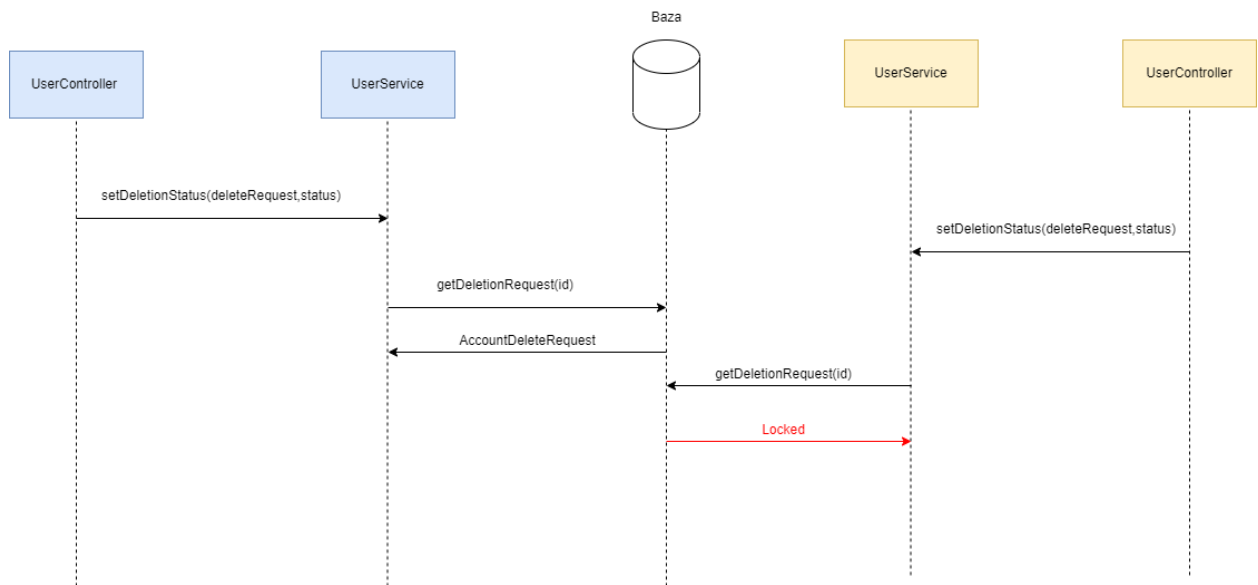 Baza
UserController
UserService
UserService
UserController
setDeletionStatus(deleteRequest,status)
setDeletionStatus(deleteRequest,status)
getDeletionRequest(id)
AccountDeleteRequest
getDeletionRequest(id)
Locked